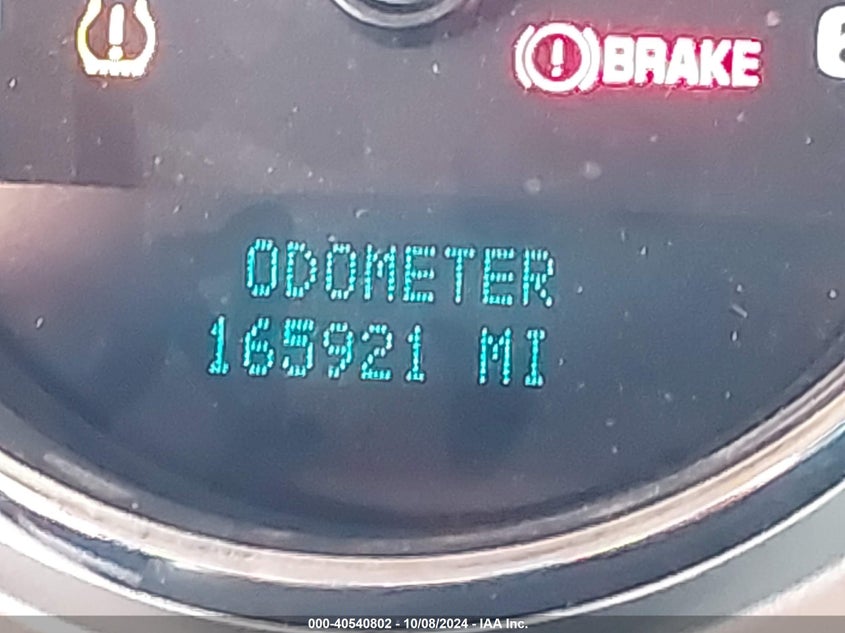 BRAKE
ODOMETER
165921 MI
000-40540802 - 10/08/2024 - IAA Inc.